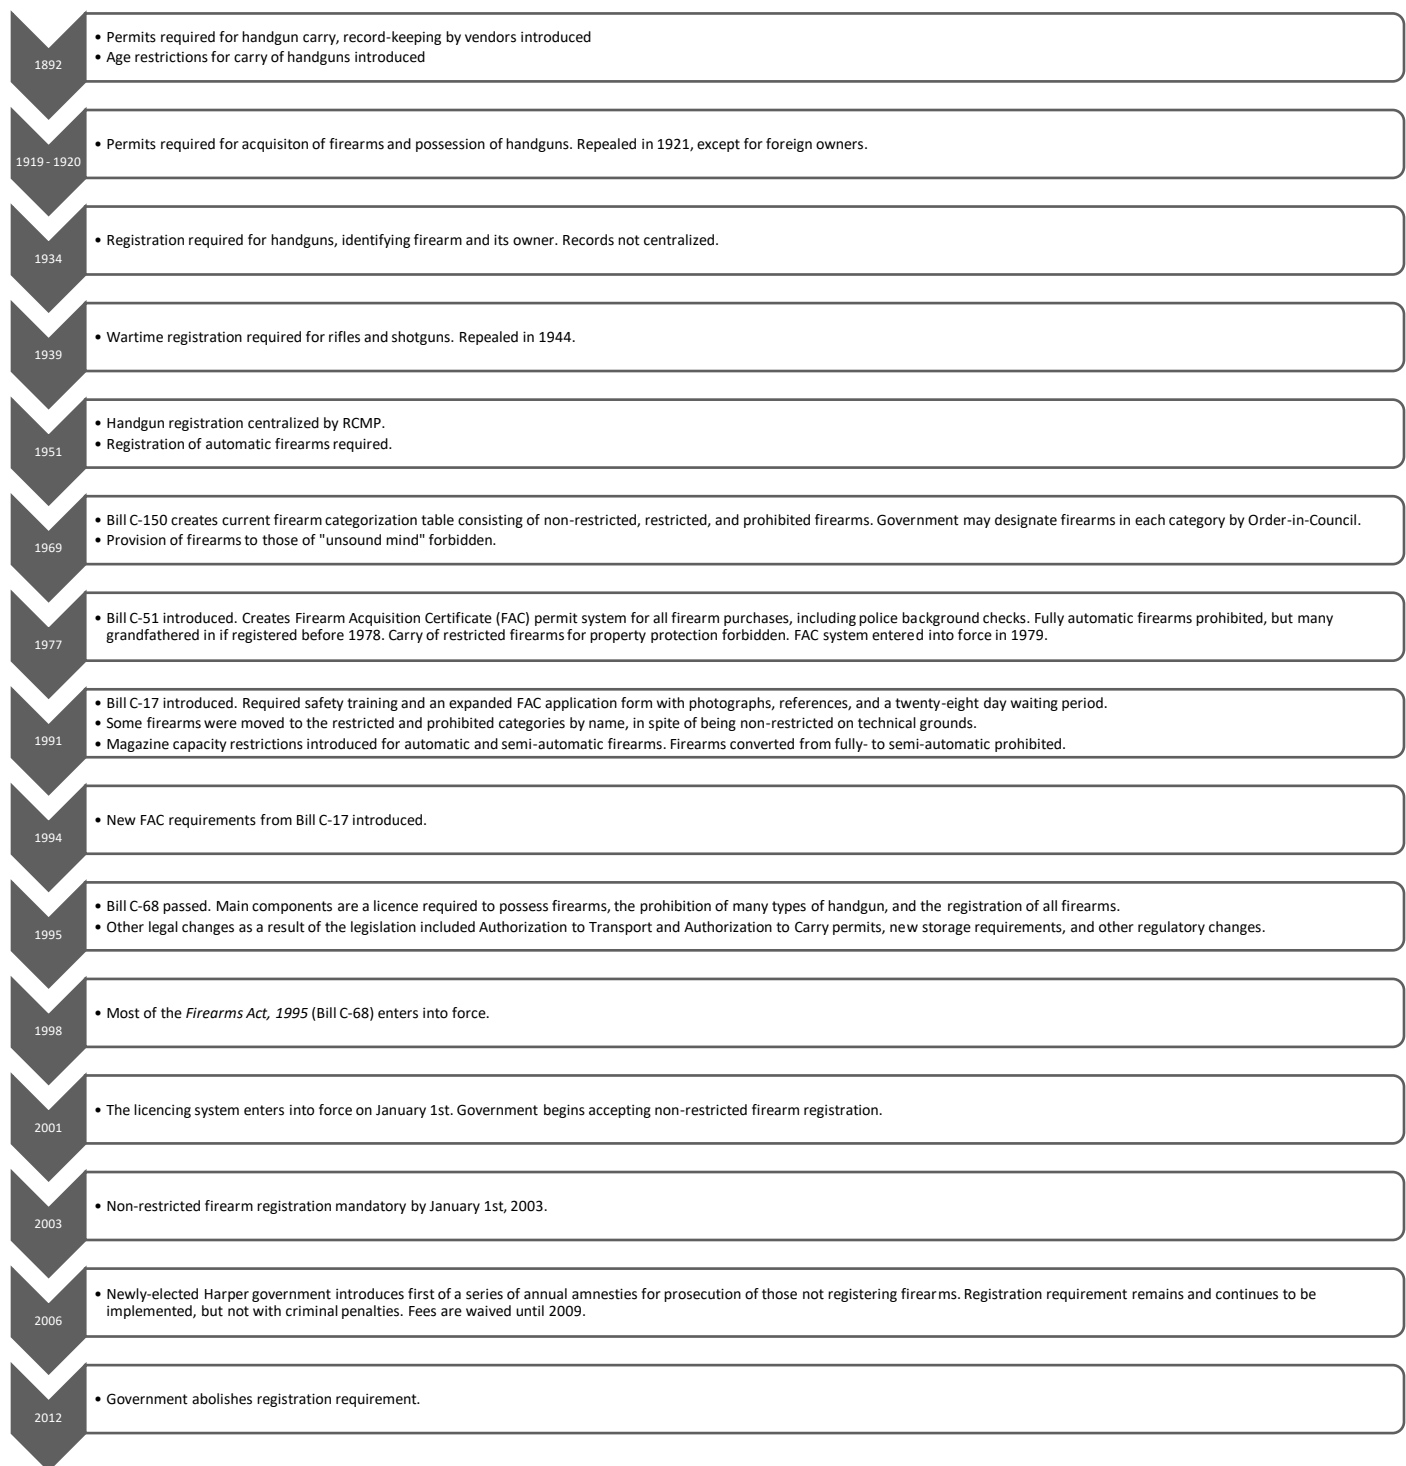 1892
• Permits required for handgun carry, record-keeping by vendors introduced
• Age restrictions for carry of handguns introduced
1919 - 1920
• Permits required for acquisiton of firearms and possession of handguns. Repealed in 1921, except for foreign owners.
1934
• Registration required for handguns, identifying firearm and its owner. Records not centralized.
1939
• Wartime registration required for rifles and shotguns. Repealed in 1944.
1951
• Handgun registration centralized by RCMP.
• Registration of automatic firearms required.
1969
• Bill C-150 creates current firearm categorization table consisting of non-restricted, restricted, and prohibited firearms. Government may designate firearms in each category by Order-in-Council.
• Provision of firearms to those of "unsound mind" forbidden.
1977
• Bill C-51 introduced. Creates Firearm Acquisition Certificate (FAC) permit system for all firearm purchases, including police background checks. Fully automatic firearms prohibited, but many
grandfathered in if registered before 1978. Carry of restricted firearms for property protection forbidden. FAC system entered into force in 1979.
1991
• Bill C-17 introduced. Required safety training and an expanded FAC application form with photographs, references, and a twenty-eight day waiting period.
• Some firearms were moved to the restricted and prohibited categories by name, in spite of being non-restricted on technical grounds.
• Magazine capacity restrictions introduced for automatic and semi-automatic firearms. Firearms converted from fully- to semi-automatic prohibited.
1994
• New FAC requirements from Bill C-17 introduced.
1995
• Bill C-68 passed. Main components are a licence required to possess firearms, the prohibition of many types of handgun, and the registration of all firearms.
• Other legal changes as a result of the legislation included Authorization to Transport and Authorization to Carry permits, new storage requirements, and other regulatory changes.
1998
• Most of the Firearms Act, 1995 (Bill C-68) enters into force.
2001
• The licencing system enters into force on January 1st. Government begins accepting non-restricted firearm registration.
2003
• Non-restricted firearm registration mandatory by January 1st, 2003.
2006
• Newly-elected Harper government introduces first of a series of annual amnesties for prosecution of those not registering firearms. Registration requirement remains and continues to be
implemented, but not with criminal penalties. Fees are waived until 2009.
2012
• Government abolishes registration requirement.